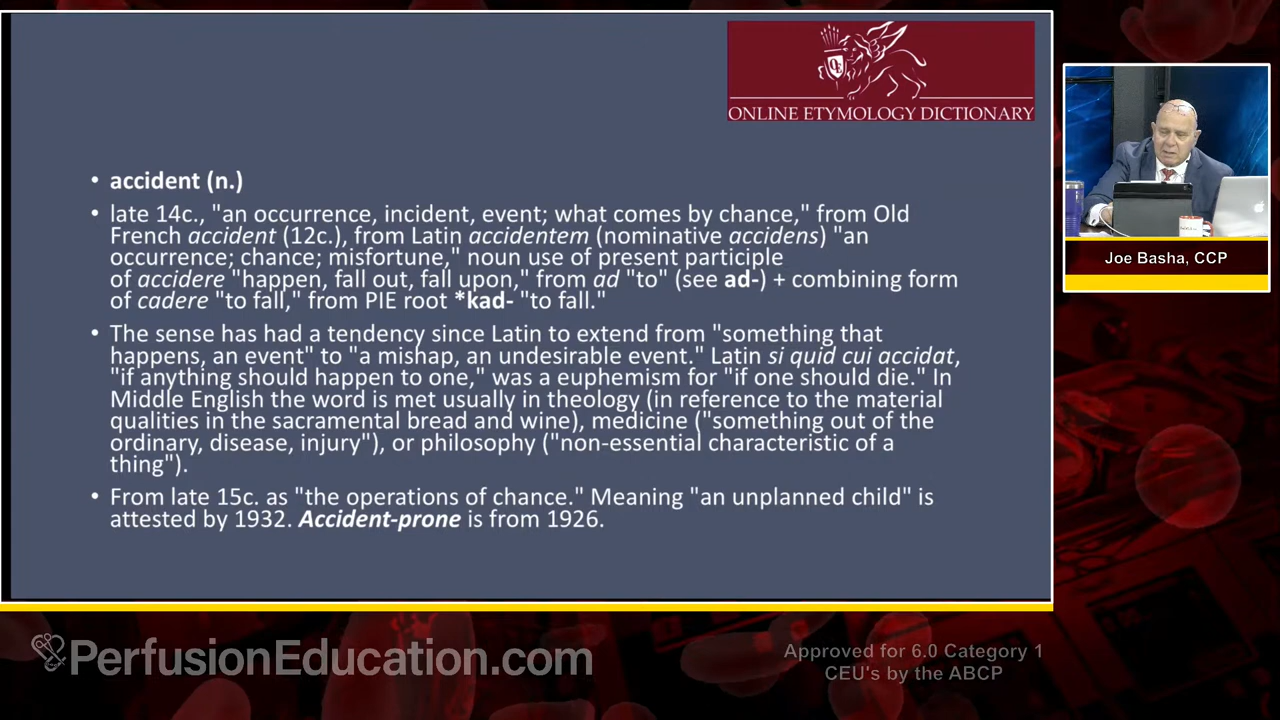 ONLINE ETYMOLOGY DICTIONARY
• accident (n.)
• late 14c., "an occurrence, incident, event; what comes by chance," from Old
French accident (12c.), from Latin accidentem (nominative accidens) "an
occurrence; chance; misfortune," noun use of present participle
of accidere "happen, fall out, fall upon," from ad "to" (see ad-) + combining form
of cadere "to fall," from PIE root *kad- "to fall."
• The sense has had a tendency since Latin to extend from "something that
happens, an event" to "a mishap, an undesirable event." Latin si quid cui accidat,
"if anything should happen to one," was a euphemism for "if one should die." In
Middle English the word is met usually in theology (in reference to the material
qualities in the sacramental bread and wine), medicine ("something out of the
ordinary, disease, injury"), or philosophy ("non-essential characteristic of a
thing").
• From late 15c. as "the operations of chance." Meaning "an unplanned child" is
attested by 1932. Accident-prone is from 1926.
Joe Basha, CCP
PerfusionEducation.com
Approved for 6.0 Category 1
CEU's by the ABCP